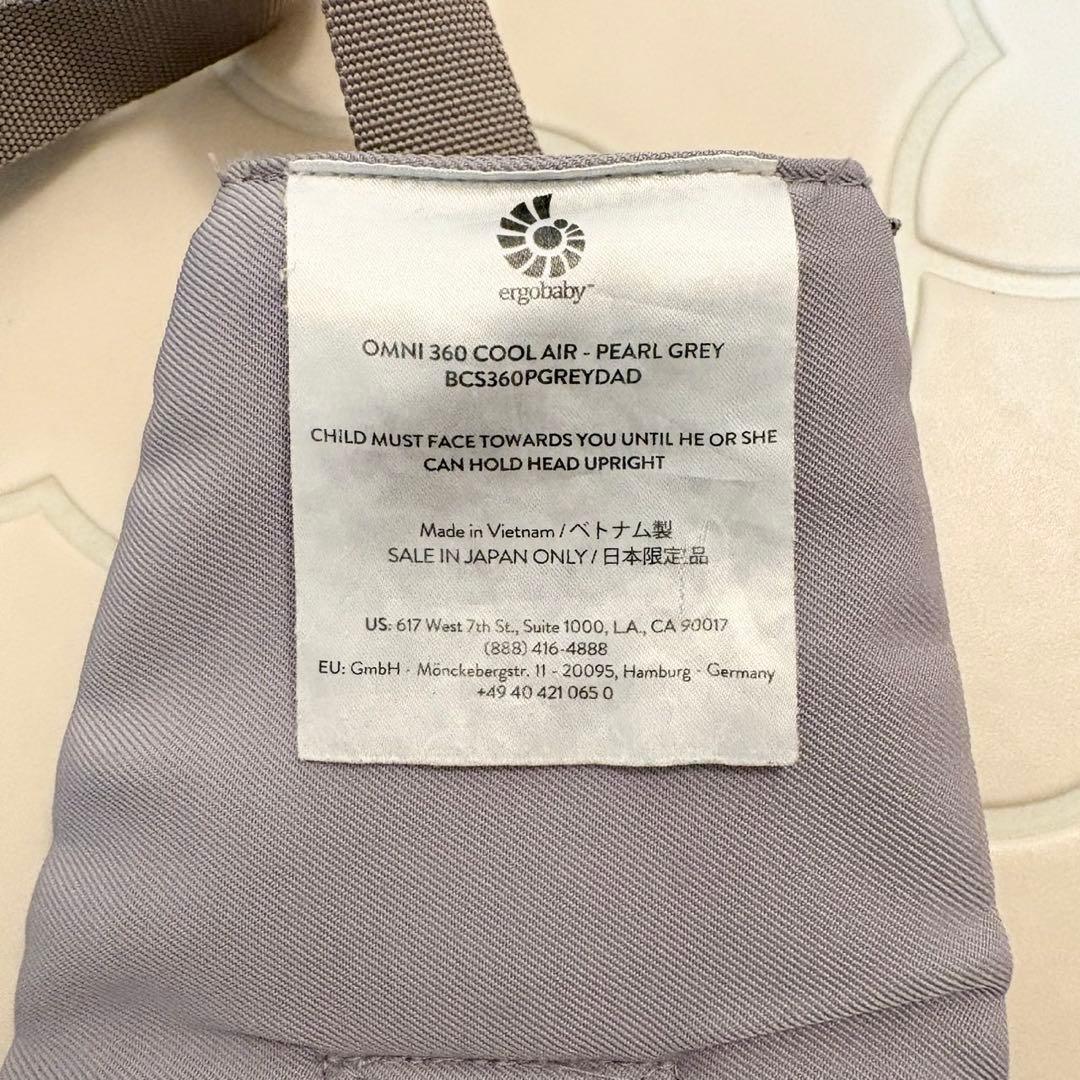 ergobaby™
OMNI 360 COOL AIR - PEARL GREY
BCS360PGREYDAD
CHILD MUST FACE TOWARDS YOU UNTIL HE OR SHE
CAN HOLD HEAD UPRIGHT
Made in Vietnam / ベトナム製
SALE IN JAPAN ONLY / 日本限定品
US: 617 West 7th St., Suite 1000, L.A., CA 90017
(888) 416-4888
EU: GmbH - Mönckebergstr. 11 - 20095, Hamburg - Germany
+49 40 421 065 0